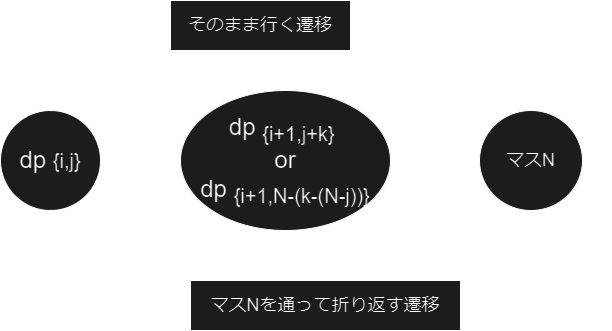 そのまま行く遷移
dp {i,j}
dp {i+1,j+k}
or
dp {i+1,N-(k-(N-j))}
マスN
マスNを通って折り返す遷移